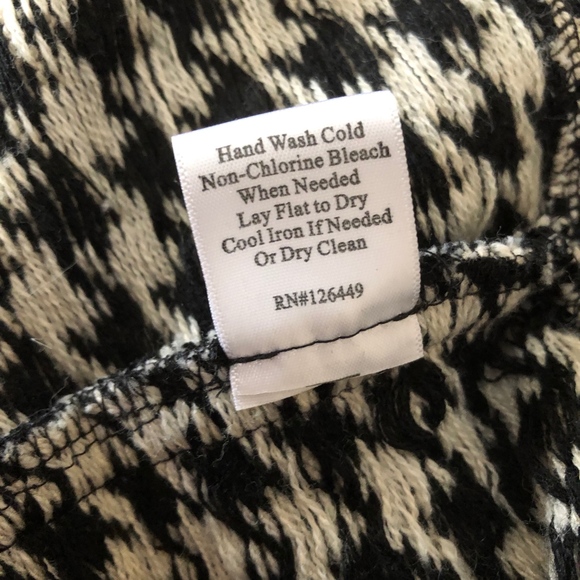 Hand Wash Cold
Non-Chlorine Bleach
When Needed
Lay Flat to Dry
Cool Iron If Needed
Or Dry Clean
RN#126449